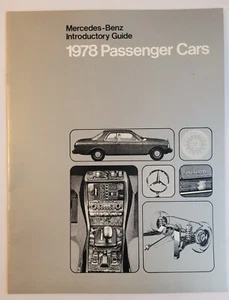 Mercedes-Benz
Introductory Guide
1978 Passenger Cars